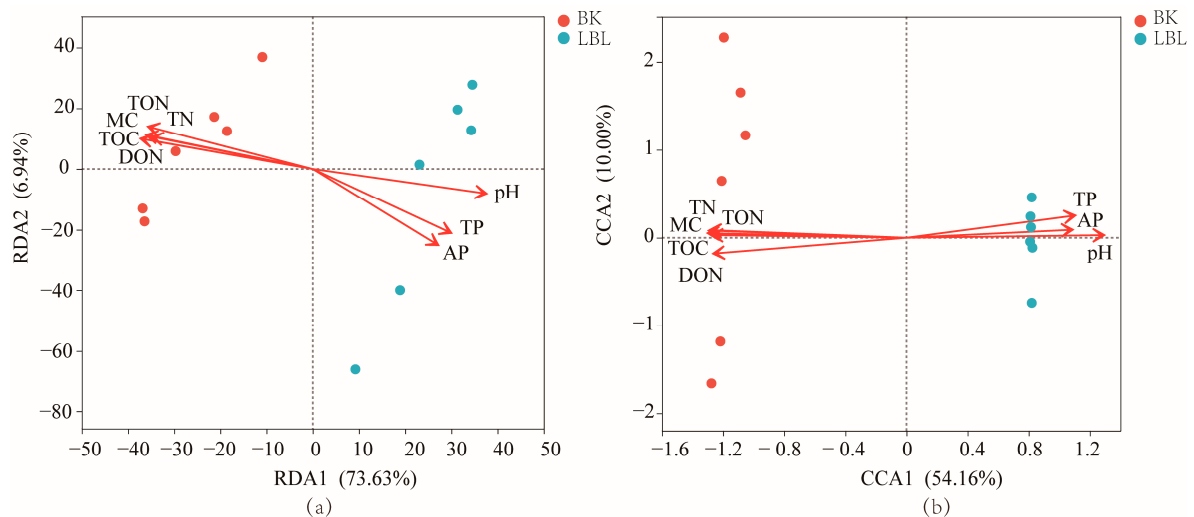 BK
LBL
40
20
0
−20
−40
−60
−80
RDA2 (6.94%)
TON
MC
TN
TOC
DON
pH
TP
AP
−50
−40
−30
−20
−10
0
10
20
30
40
50
RDA1 (73.63%)
(a)
BK
LBL
2
1
0
−1
−2
CCA2 (10.00%)
TN
TON
MC
TOC
DON
TP
AP
pH
−1.6
−1.2
−0.8
−0.4
0
0.4
0.8
1.2
CCA1 (54.16%)
(b)